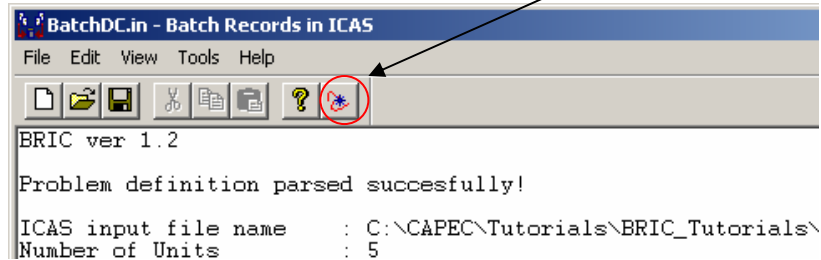 BatchDC.in - Batch Records in ICAS
File Edit View Tools Help
BRIC ver 1.2
Problem definition parsed succesfully!
ICAS input file name : C:\CAPEC\Tutorials\BRIC_Tutorials\
Number of Units : 5